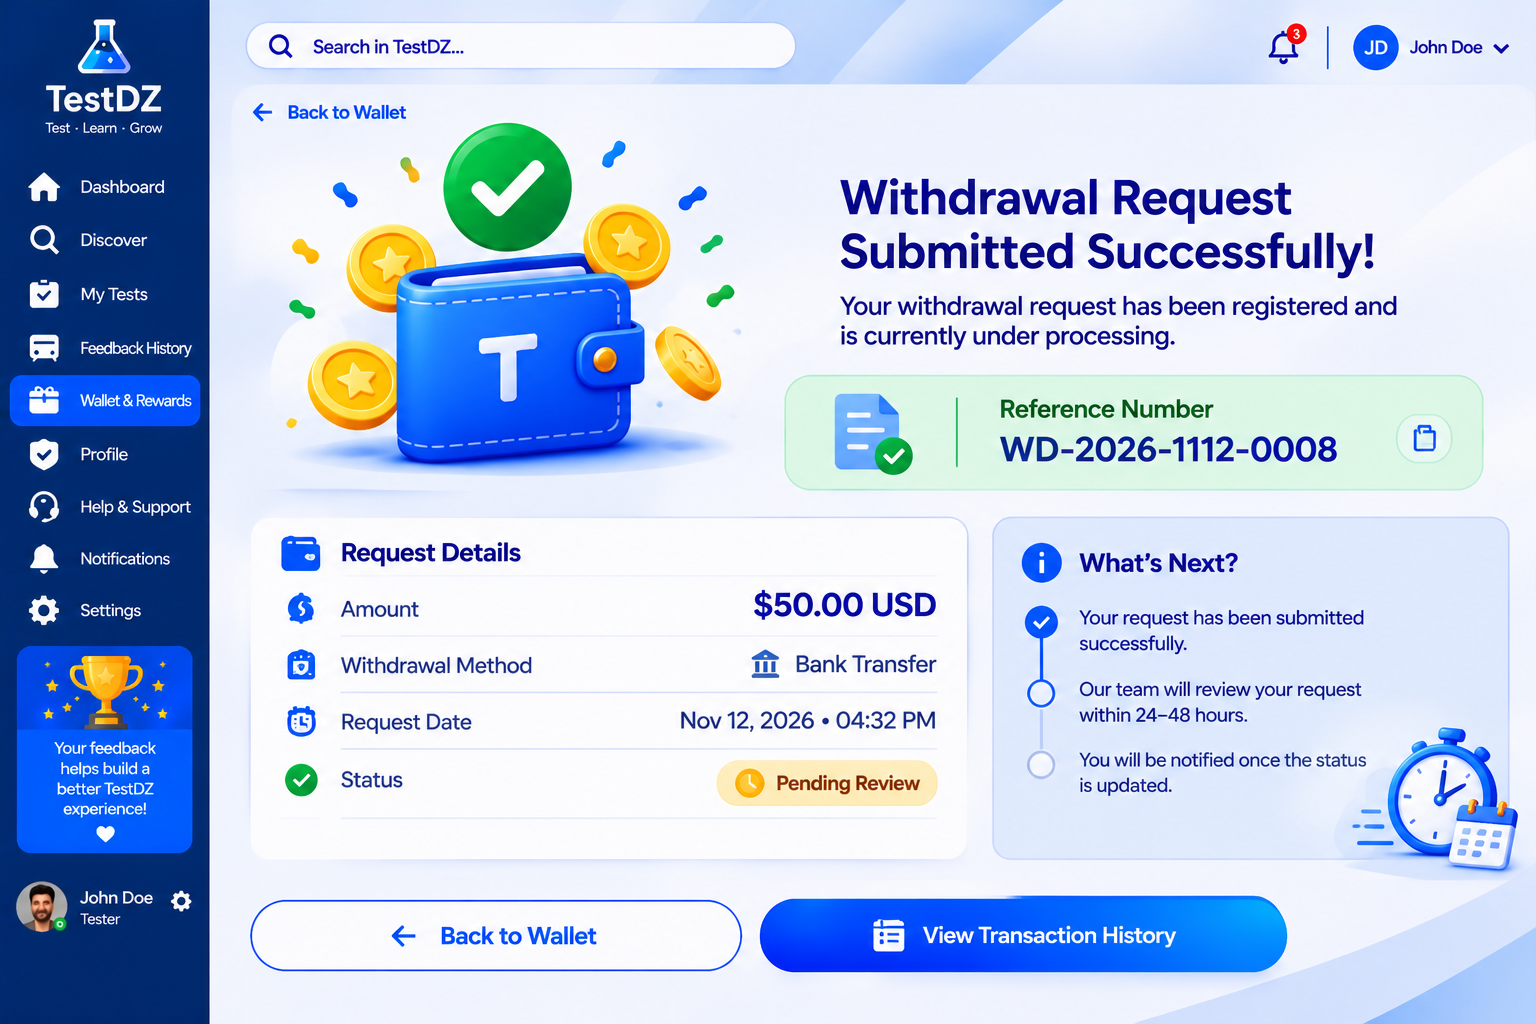 TestDZ
Test · Learn · Grow
Dashboard
Discover
My Tests
Feedback History
Wallet & Rewards
Profile
Help & Support
Notifications
Settings
Your feedback
helps build a
better TestDZ
experience!
John Doe
Tester
Search in TestDZ...
3
JD
John Doe
Back to Wallet
T
Withdrawal Request
Submitted Successfully!
Your withdrawal request has been registered and
is currently under processing.
Reference Number
WD-2026-1112-0008
Request Details
Amount
$50.00 USD
Withdrawal Method
Bank Transfer
Request Date
Nov 12, 2026 • 04:32 PM
Status
Pending Review
What's Next?
Your request has been submitted
successfully.
Our team will review your request
within 24–48 hours.
You will be notified once the status
is updated.
Back to Wallet
View Transaction History